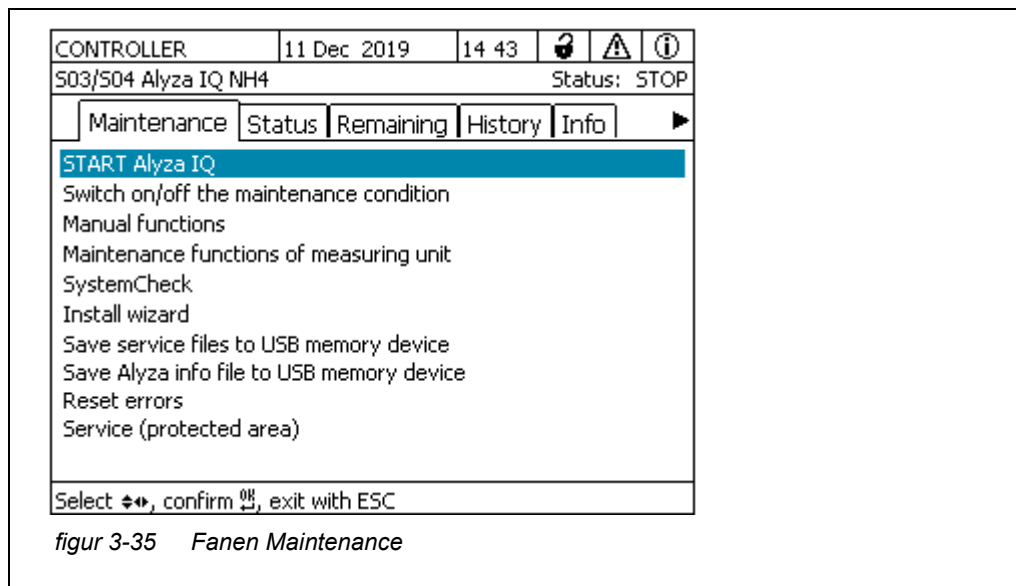 CONTROLLER 11 Dec 2019 14 43
S03/S04 Alyza IQ NH4 Status: STOP
Maintenance Status Remaining History Info
START Alyza IQ
Switch on/off the maintenance condition
Manual functions
Maintenance functions of measuring unit
SystemCheck
Install wizard
Save service files to USB memory device
Save Alyza info file to USB memory device
Reset errors
Service (protected area)
Select , confirm OK, exit with ESC
figur 3-35 Fanen Maintenance